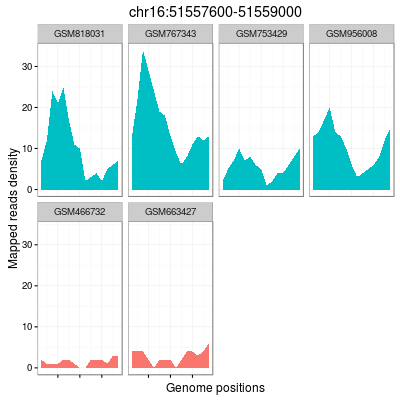 chr16:51557600-51559000
GSM818031 GSM767343 GSM753429 GSM956008
30
20
10
0
GSM466732 GSM663427
30
20
10
0
Mapped reads density
Genome positions